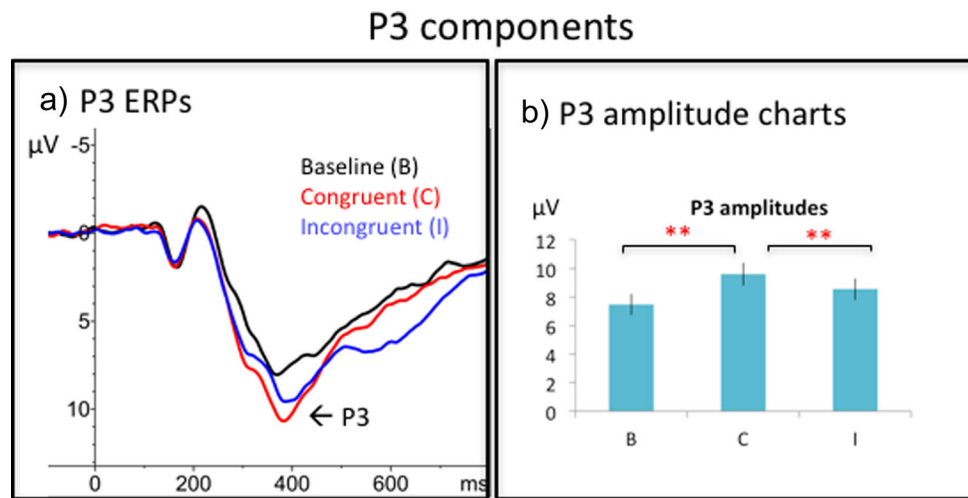 P3 components
a) P3 ERPs
µV -5
Baseline (B)
Congruent (C)
Incongruent (I)
0
5
10
← P3
0 200 400 600 ms
b) P3 amplitude charts
µV P3 amplitudes
** **
12
10
8
6
4
2
0
B C I